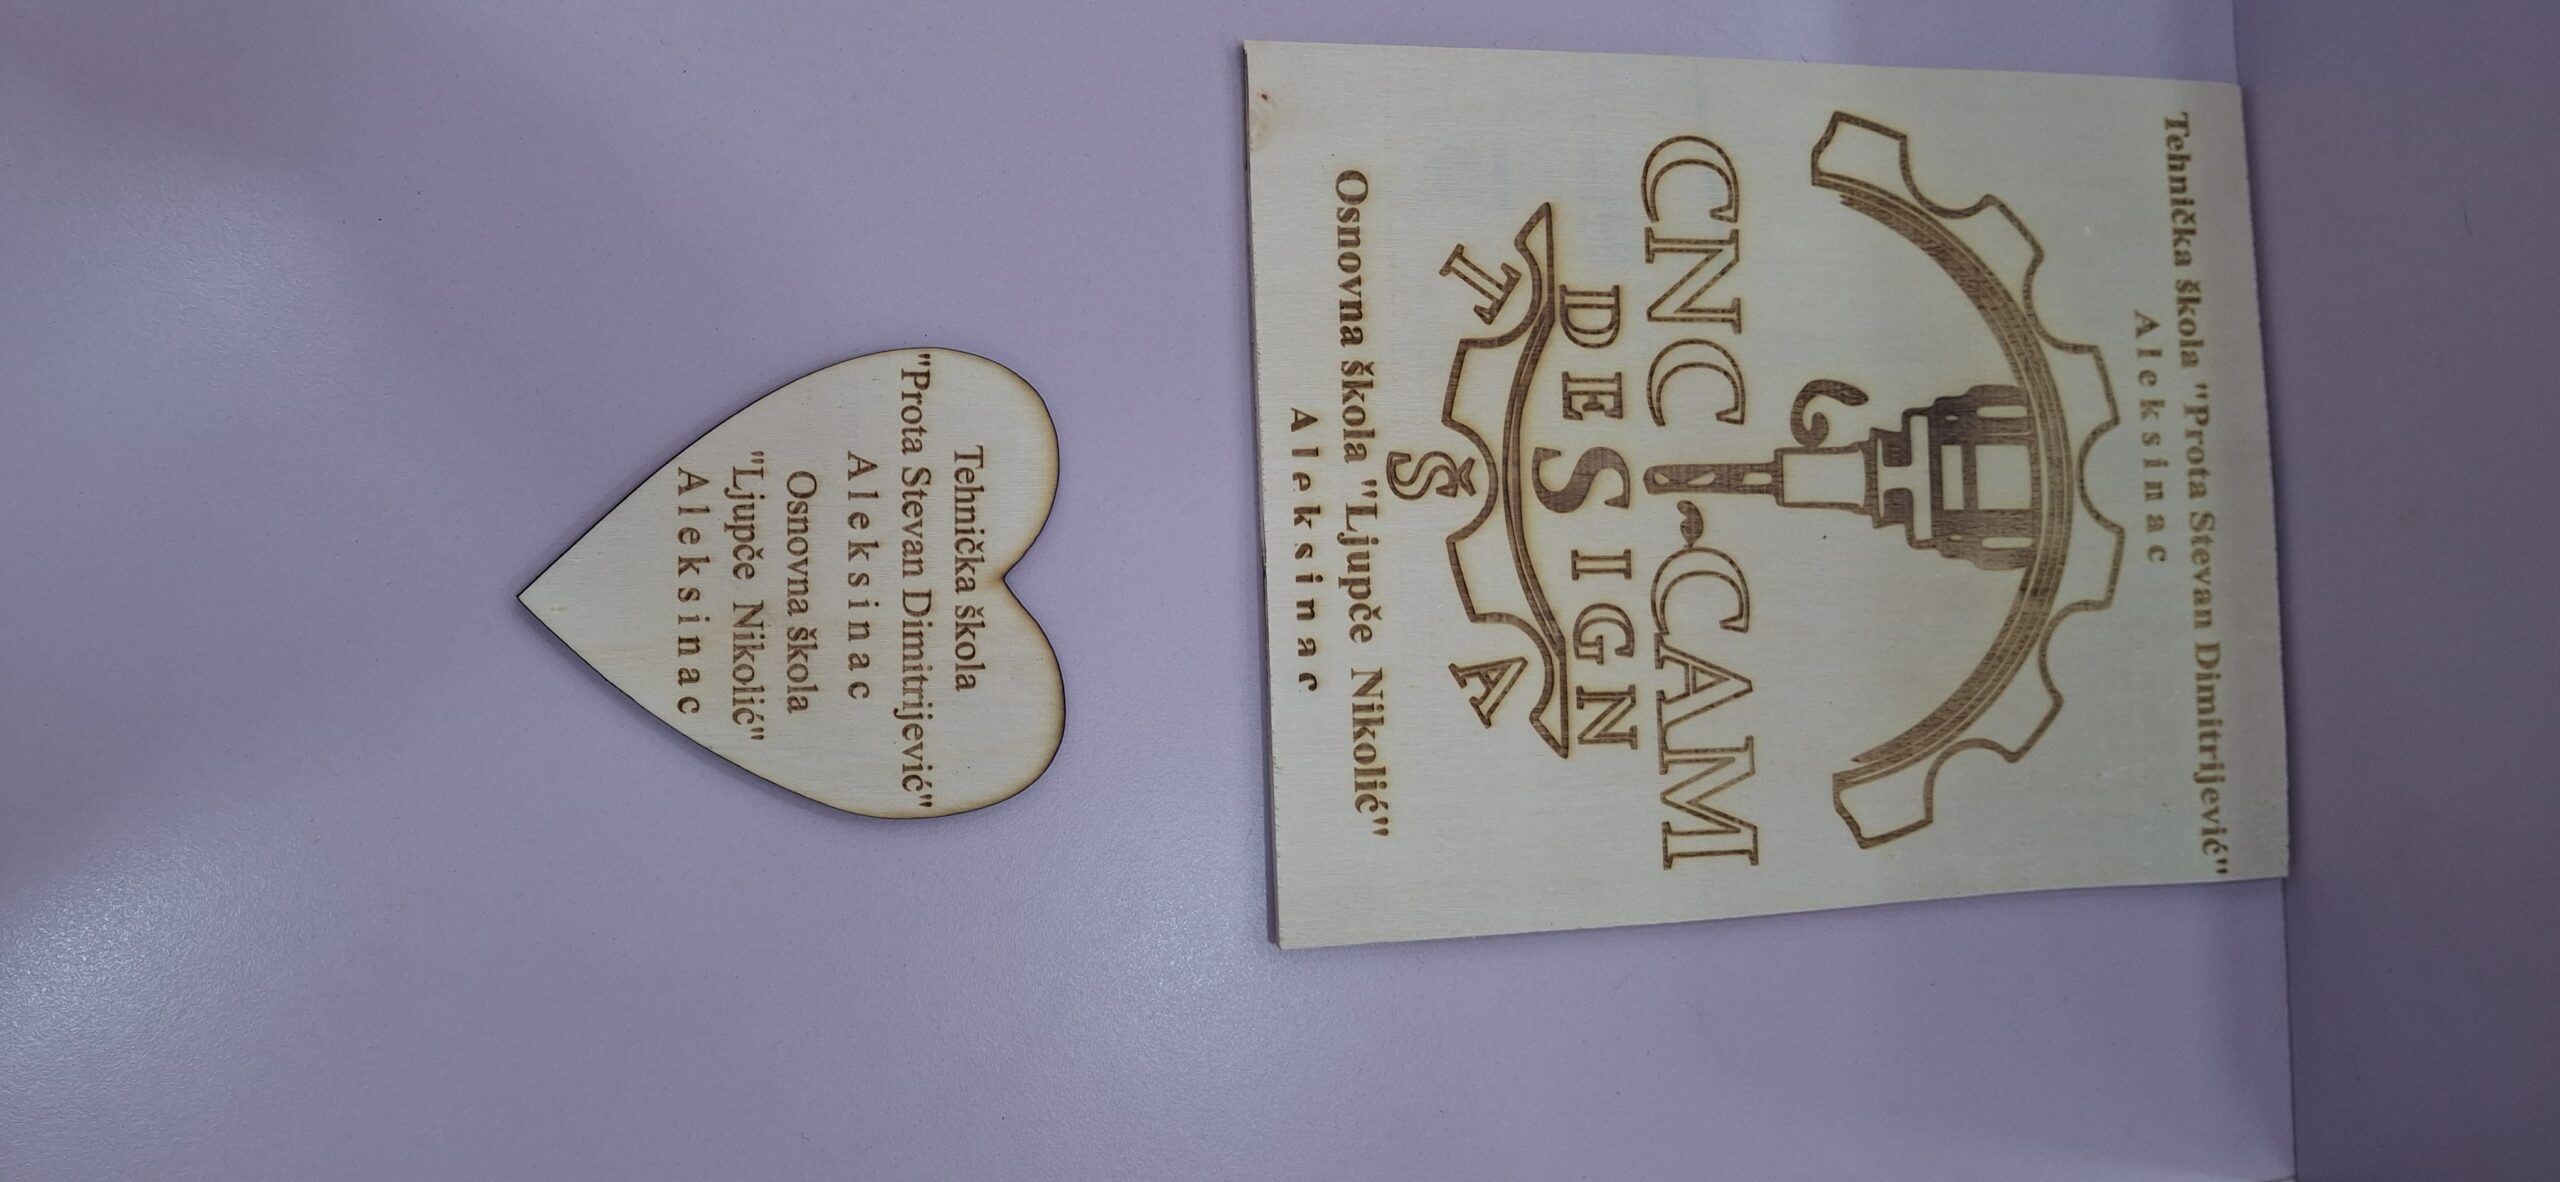 Tehnička škola "Prota Stevan Dimitrijević"
Aleksinac
CNC CAM
DESIGN
T Š A
Osnovna škola "Ljupče Nikolić"
Aleksinac
Tehnička škola
"Prota Stevan Dimitrijević"
Aleksinac
Osnovna škola
"Ljupče Nikolić"
Aleksinac